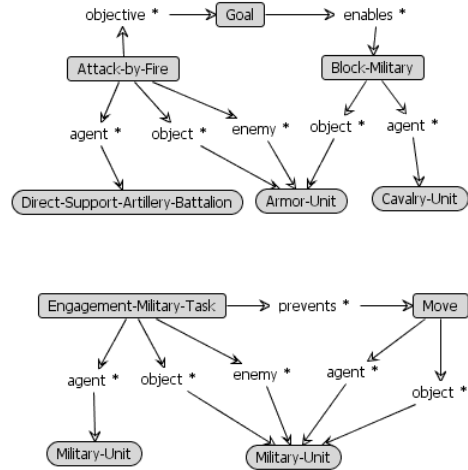 objective * Goal enables *
Attack-by-Fire Block-Military
agent * object * enemy * object * agent *
Direct-Support-Artillery-Battalion Armor-Unit Cavalry-Unit
Engagement-Military-Task prevents * Move
agent * object * enemy * agent * object *
Military-Unit Military-Unit